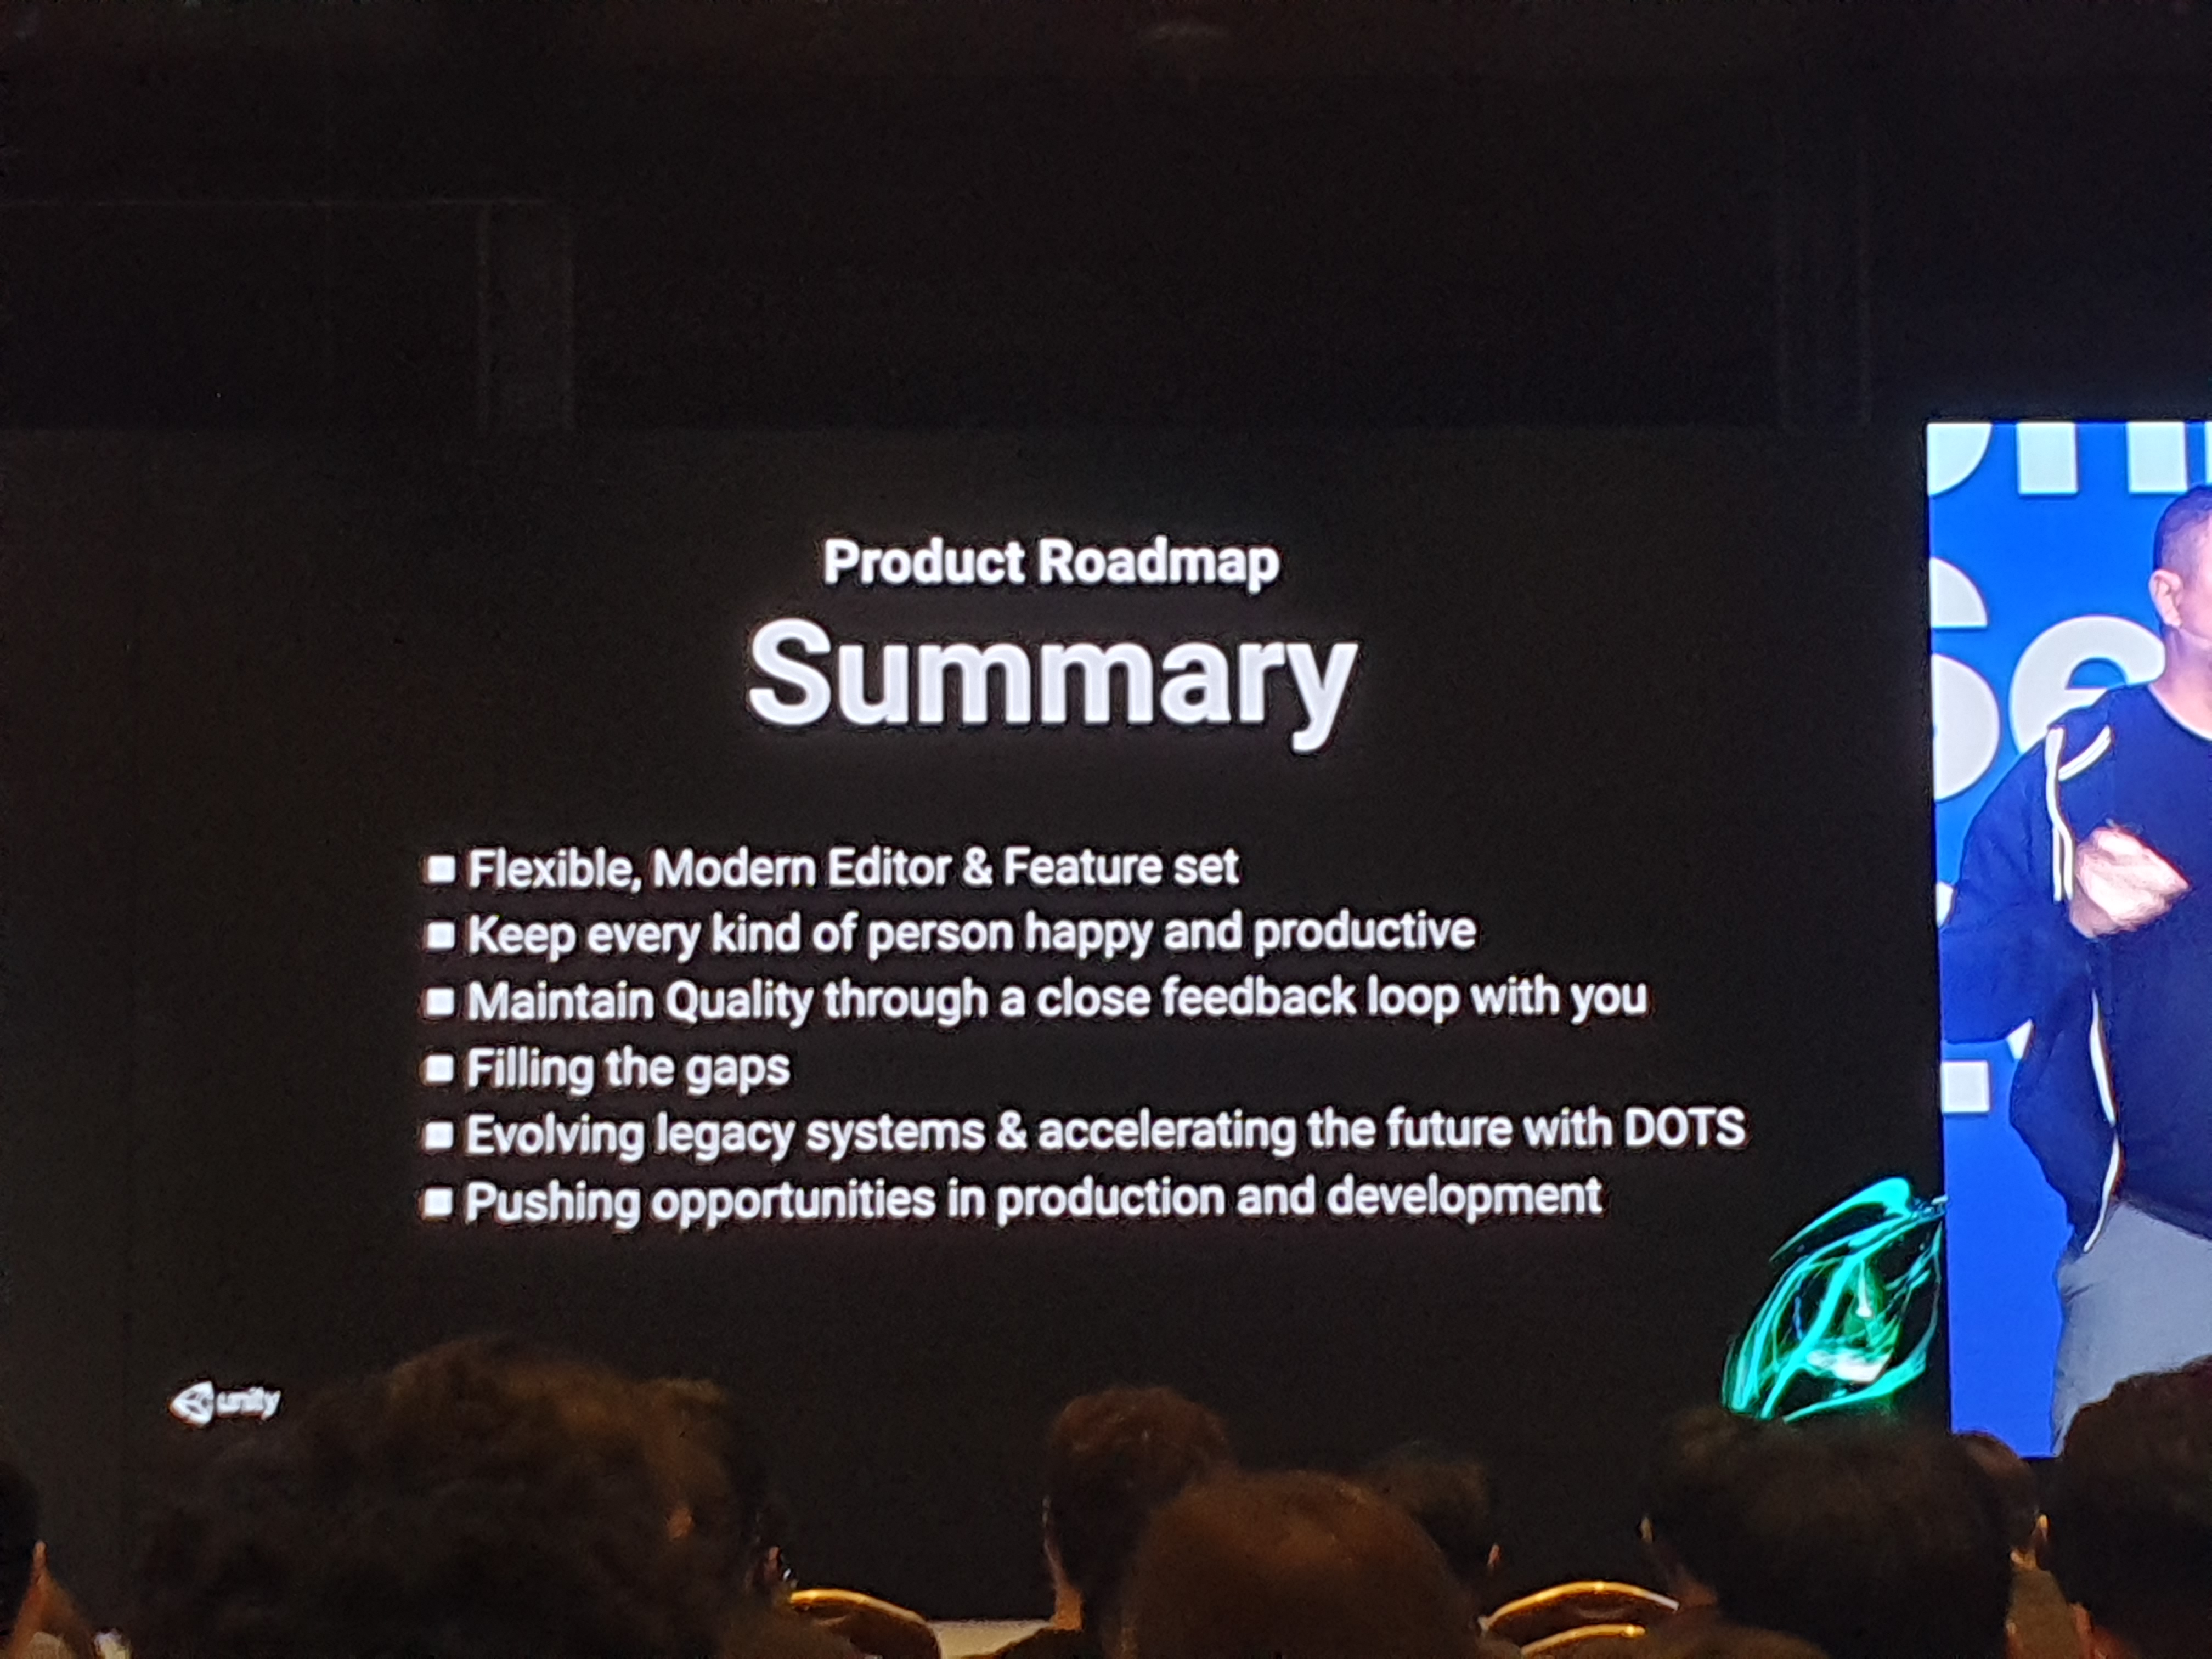 Product Roadmap
Summary
Flexible, Modern Editor & Feature set
Keep every kind of person happy and productive
Maintain Quality through a close feedback loop with you
Filling the gaps
Evolving legacy systems & accelerating the future with DOTS
Pushing opportunities in production and development
unity